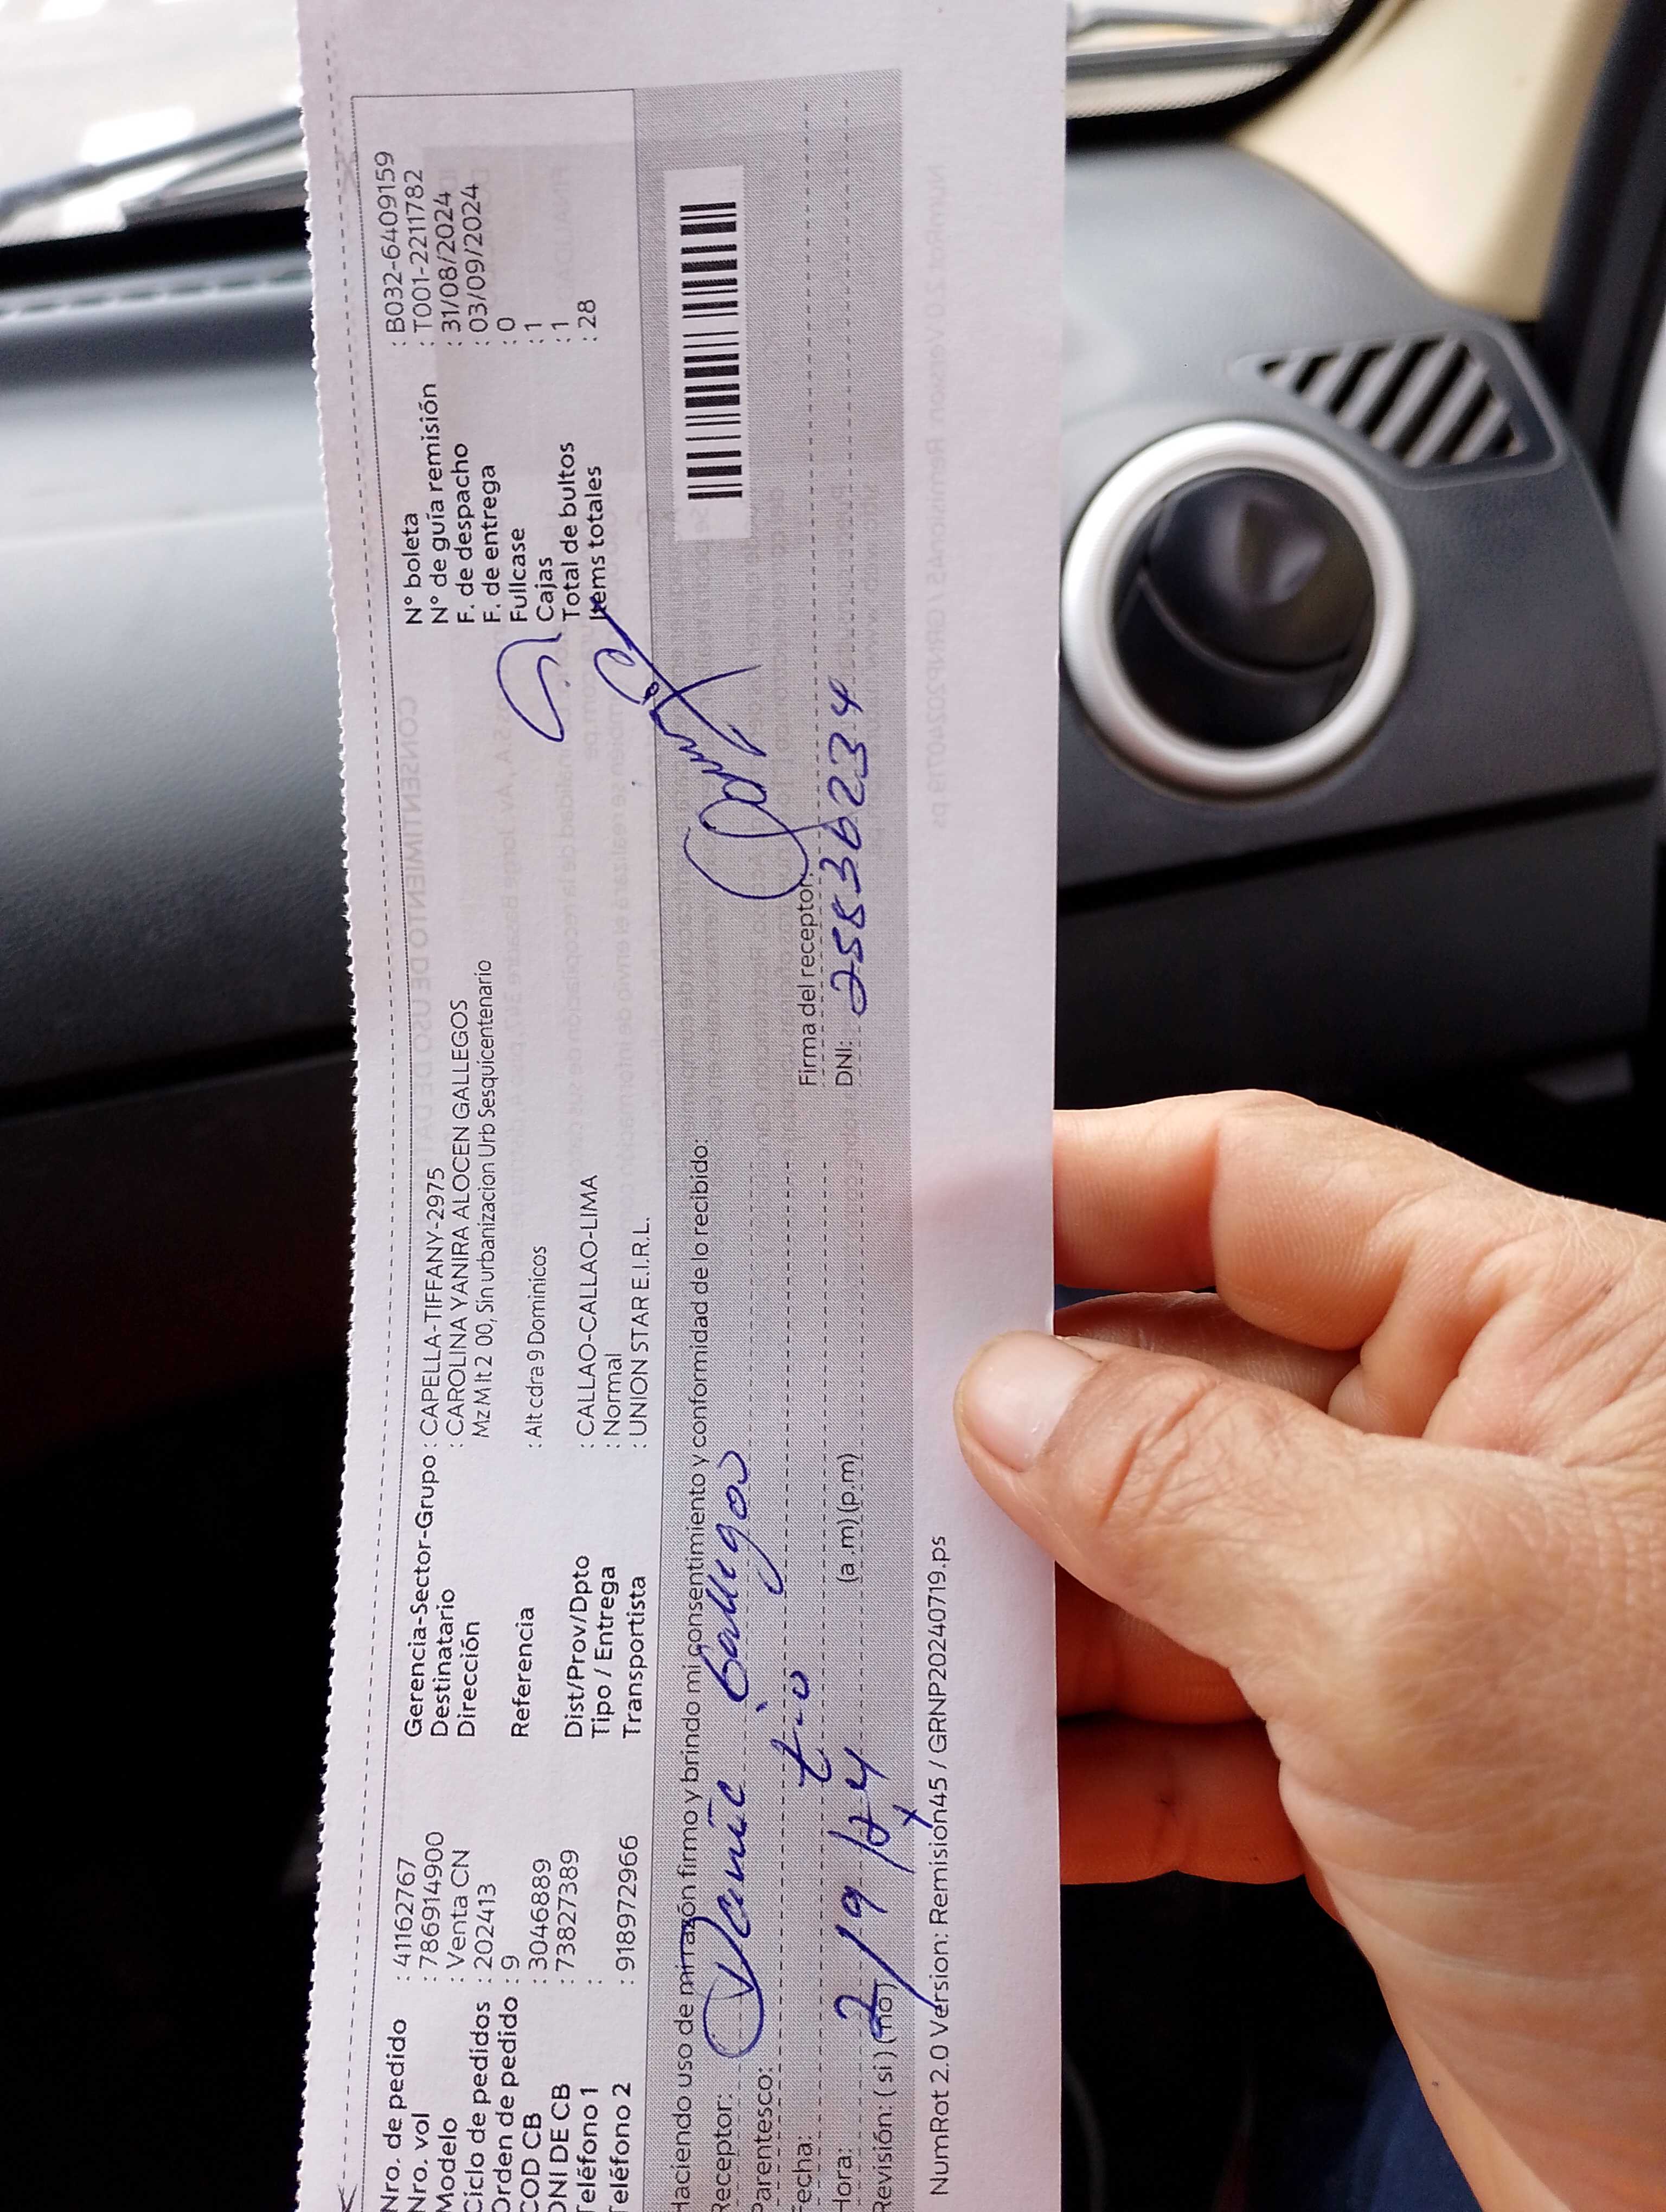 Nro. de pedido : 41162767
Nro. vol : 786914900
Modelo : Venta CN
Ciclo de pedidos : 202413
Orden de pedido : 9
COD CB : 3046889
DNI DE CB : 73827389
Teléfono 1 :
Teléfono 2 : 918972966
Gerencia-Sector-Grupo : CAPELLA-TIFFANY-2975
Destinatario : CAROLINA YANIRA ALOCEN GALLEGOS
Dirección Mz M lt2 00, Sin urbanizacion Urb Sesquicentenario
Referencia : Alt cdra 9 Dominicos
Dist/Prov/Dpto : CALLAO-CALLAO-LIMA
Tipo / Entrega : Normal
Transportista : UNION STAR E.I.R.L.
N° boleta : B032-6409159
N° de guía remisión : T001-22111782
F. de despacho : 31/08/2024
F. de entrega : 03/09/2024
Fullcase : 0
Cajas : 1
Total de bultos : 1
Items totales : 28
Haciendo uso de mi razón firmo y brindo mi consentimiento y conformidad de lo recibido:
Receptor: Gallegos
Parentesco: tio
Fecha: 2/9/24
Hora: (a.m) (p.m)
Revisión: (si) (no)
Firma del receptor:
DNI: 25836234
NumRot 2.0 Version: Remision45 / GRNP20240719.ps